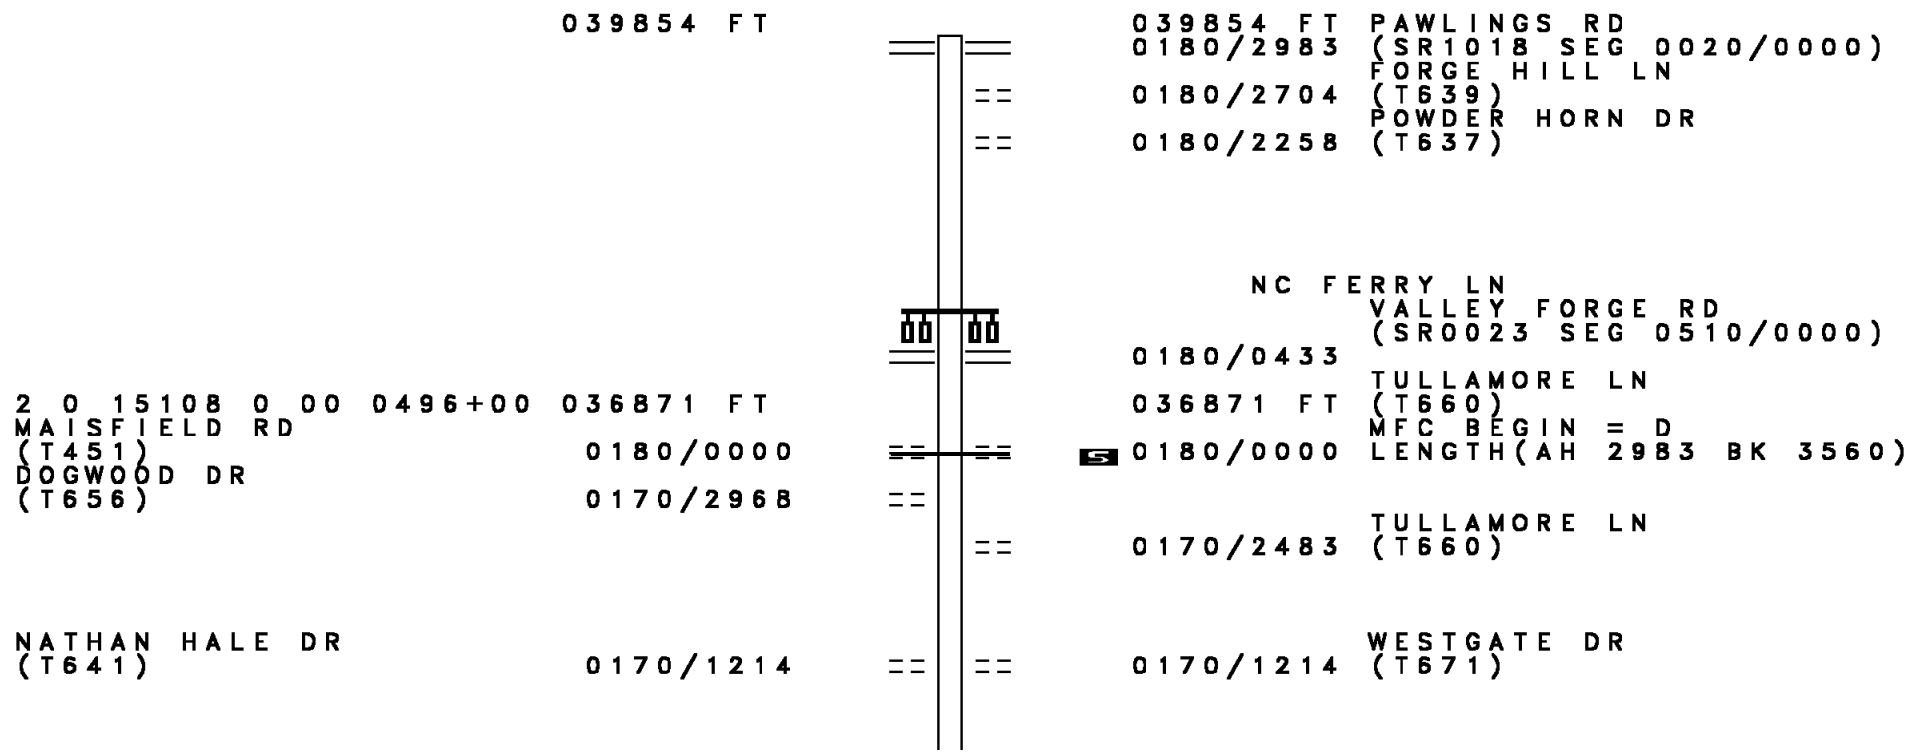 039854 FT 039854 FT PAWLINGS RD
0180/2983 (SR1018 SEG 0020/0000)
FORGE HILL LN
0180/2704 (T639)
POWDER HORN DR
0180/2258 (T637)
NC FERRY LN
VALLEY FORGE RD
(SR0023 SEG 0510/0000)
0180/0433
TULLAMORE LN
2 0 15108 0 00 0496+00 036871 FT 036871 FT (T660)
MAISFIELD RD MFC BEGIN = D
(T451) 0180/0000 S 0180/0000 LENGTH(AH 2983 BK 3560)
DOGWOOD DR
(T656) 0170/2968
TULLAMORE LN
0170/2483 (T660)
NATHAN HALE DR WESTGATE DR
(T641) 0170/1214 0170/1214 (T671)